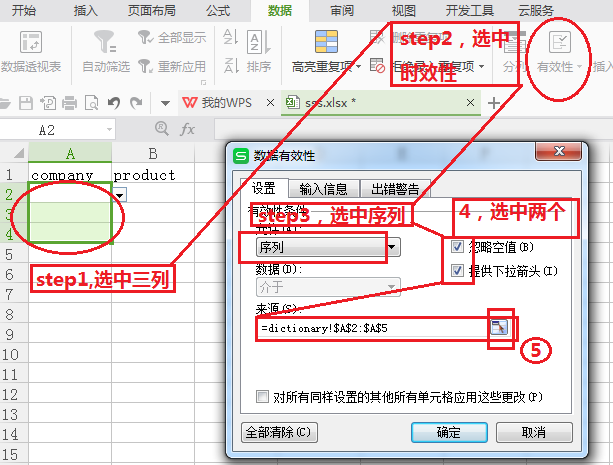 开始 插入 页面布局 公式 数据 审阅 视图 开发工具 云服务
step2，选中
时效性
全部显示
数据透视表 自动筛选 重新应用 排序 高亮重复项 拒绝录入重复项 分列 有效性 插入
W 我的WPS sss.xlsx *
A2 fx
A B
1 company product
2
3
4
5
6
7
8
9
10
11
12
13
14
15
step1,选中三列
数据有效性
设置 输入信息 出错警告
有效性条件
step3，选中序列
4，选中两个
允许(A):
序列
忽略空值(B)
数据(D):
提供下拉箭头(I)
介于
来源(S):
=dictionary!$A$2:$A$5
5
对所有同样设置的其他所有单元格应用这些更改(P)
全部清除(C) 确定 取消